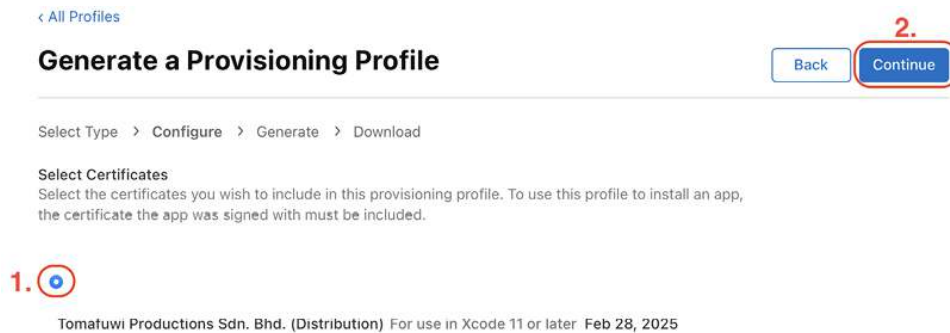 ‹ All Profiles
2.
Generate a Provisioning Profile
Back
Continue
Select Type > Configure > Generate > Download
Select Certificates
Select the certificates you wish to include in this provisioning profile. To use this profile to install an app,
the certificate the app was signed with must be included.
1.
Tomafuwi Productions Sdn. Bhd. (Distribution) For use in Xcode 11 or later Feb 28, 2025